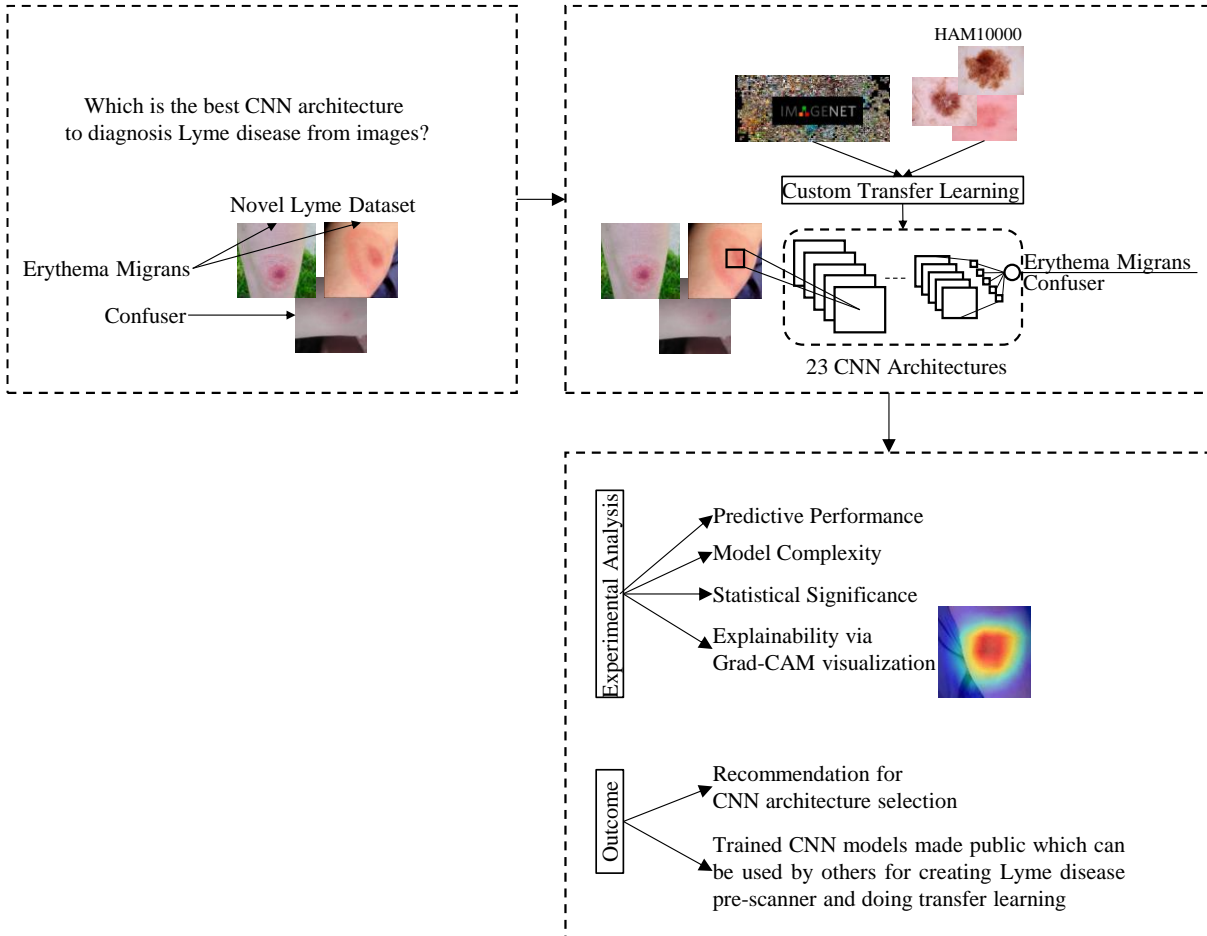 Which is the best CNN architecture
to diagnosis Lyme disease from images?
Novel Lyme Dataset
Erythema Migrans
Confuser
HAM10000
IMAGENET
Custom Transfer Learning
Erythema Migrans
Confuser
23 CNN Architectures
Experimental Analysis
Predictive Performance
Model Complexity
Statistical Significance
Explainability via
Grad-CAM visualization
Outcome
Recommendation for
CNN architecture selection
Trained CNN models made public which can
be used by others for creating Lyme disease
pre-scanner and doing transfer learning